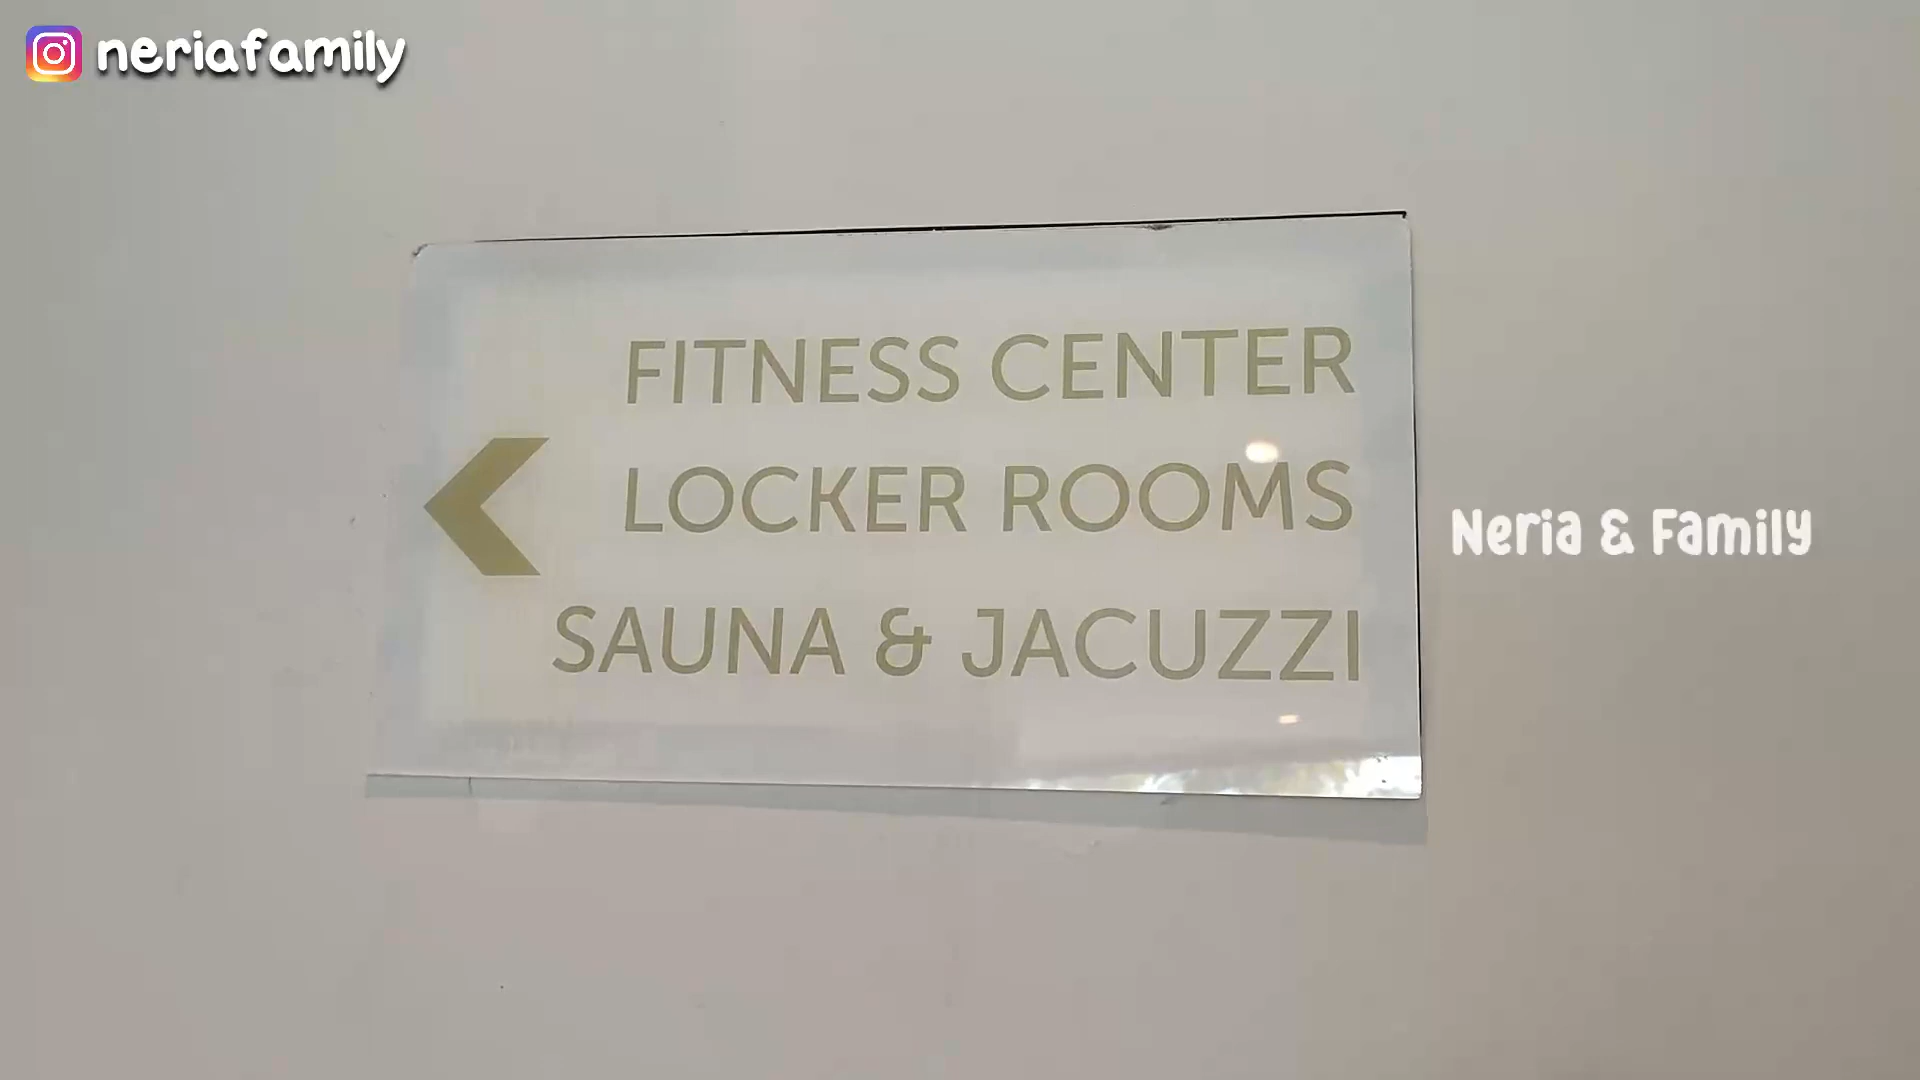 neriafamily
FITNESS CENTER
LOCKER ROOMS
SAUNA & JACUZZI
Neria & Family